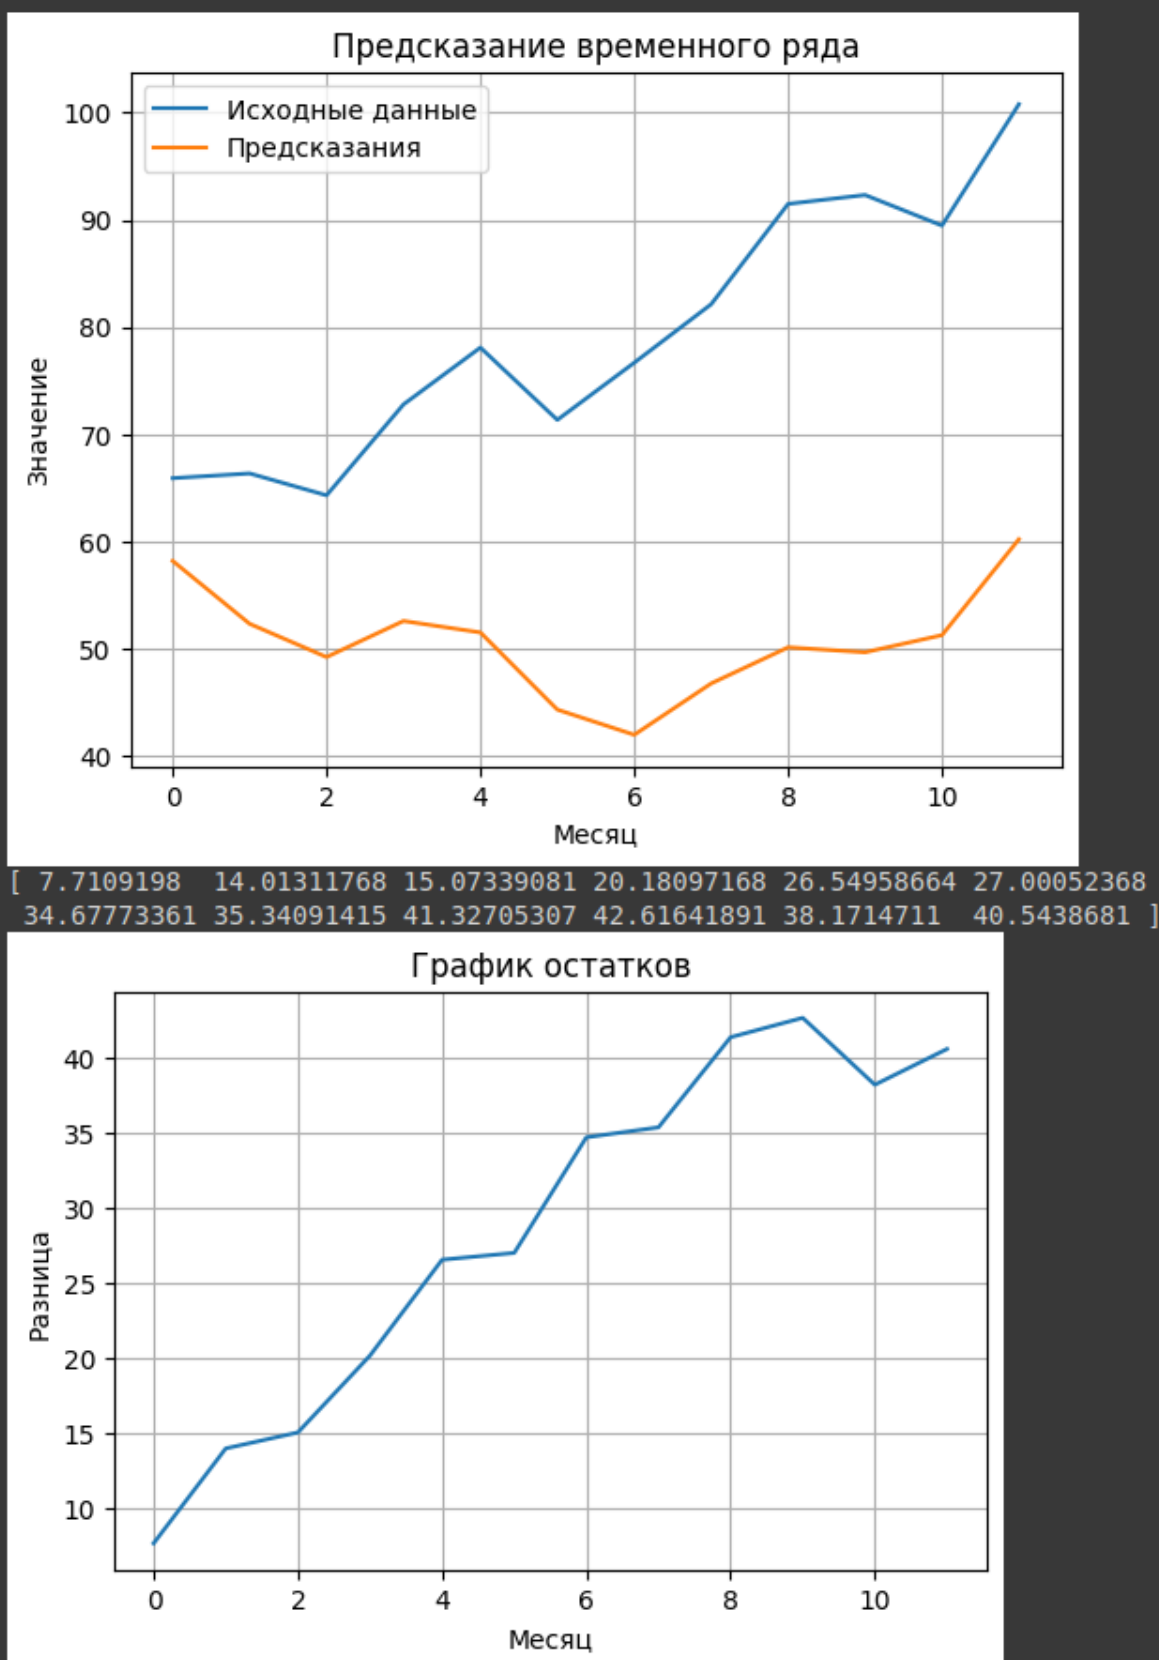 Предсказание временного ряда
Исходные данные
Предсказания
Значение
100
90
80
70
60
50
40
0 2 4 6 8 10
Месяц
[ 7.7109198 14.01311768 15.07339081 20.18097168 26.54958664 27.00052368
34.67773361 35.34091415 41.32705307 42.61641891 38.1714711 40.5438681 ]
График остатков
Разница
40
35
30
25
20
15
10
0 2 4 6 8 10
Месяц